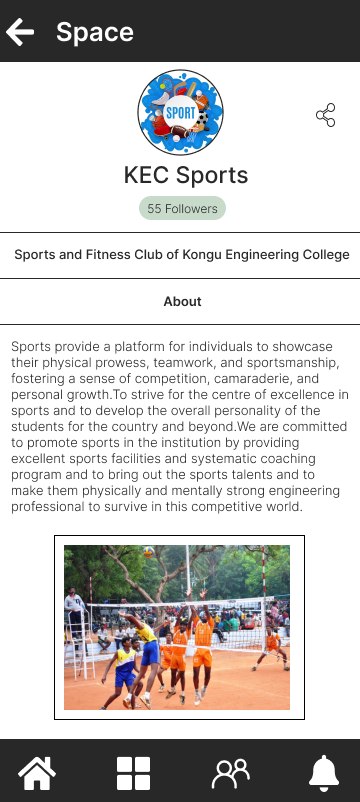 Space
SPORT
KEC Sports
55 Followers
Sports and Fitness Club of Kongu Engineering College
About
Sports provide a platform for individuals to showcase
their physical prowess, teamwork, and sportsmanship,
fostering a sense of competition, camaraderie, and
personal growth.To strive for the centre of excellence in
sports and to develop the overall personality of the
students for the country and beyond.We are committed
to promote sports in the institution by providing
excellent sports facilities and systematic coaching
program and to bring out the sports talents and to
make them physically and mentally strong engineering
professional to survive in this competitive world.